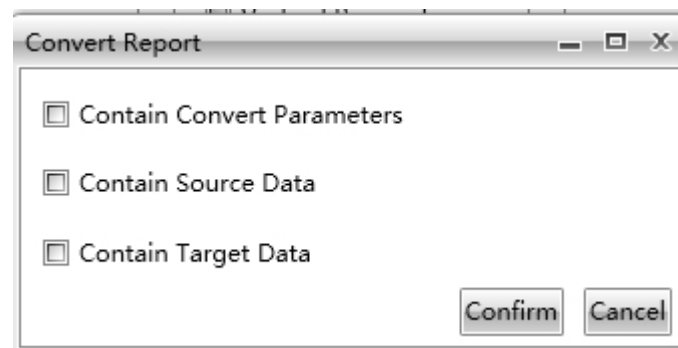 Convert Report
Contain Convert Parameters
Contain Source Data
Contain Target Data
Confirm Cancel